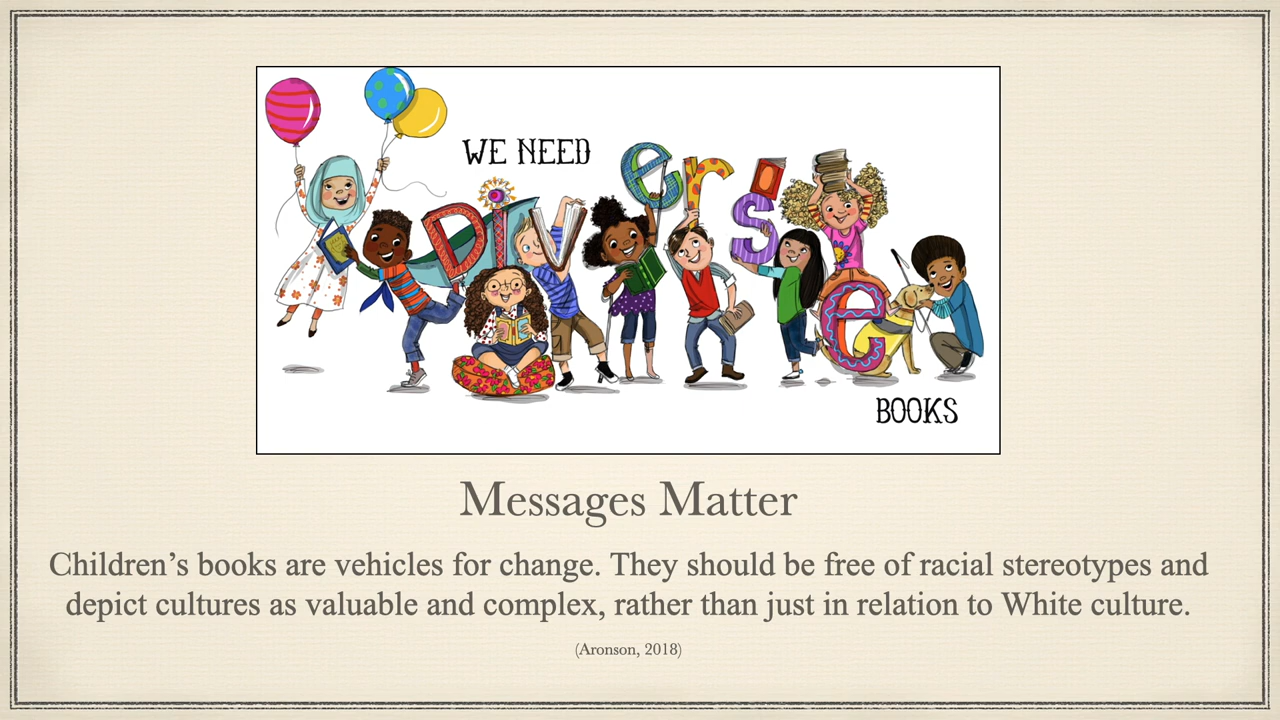 WE NEED
DIVerse
BOOKS
Messages Matter
Children’s books are vehicles for change. They should be free of racial stereotypes and
depict cultures as valuable and complex, rather than just in relation to White culture.
(Aronson, 2018)